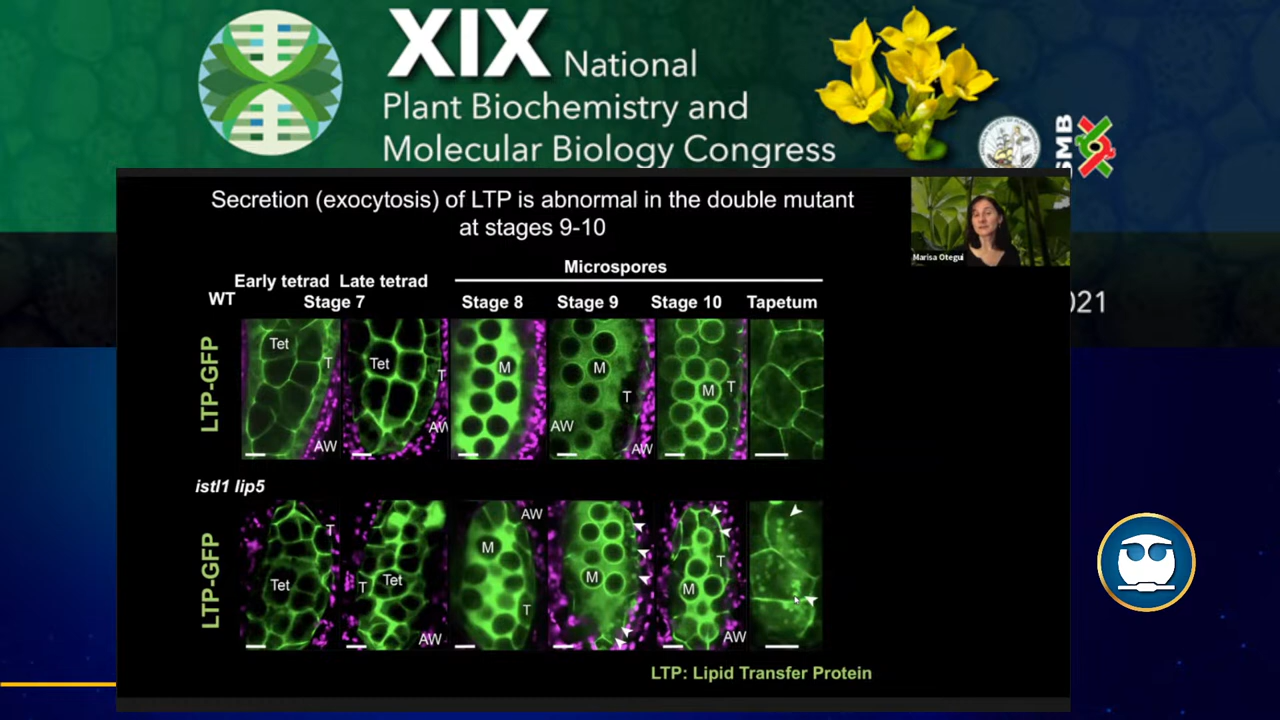 XIX National
Plant Biochemistry and
Molecular Biology Congress
SMB
021
Secretion (exocytosis) of LTP is abnormal in the double mutant
at stages 9-10
Marisa Otegui
Microspores
Early tetrad Late tetrad
WT Stage 7 Stage 8 Stage 9 Stage 10 Tapetum
LTP-GFP
Tet T AW
Tet T AW
M
M T AW AW
M T
istl1 lip5
LTP-GFP
Tet T
Tet T AW
M AW T
M
M T AW
LTP: Lipid Transfer Protein